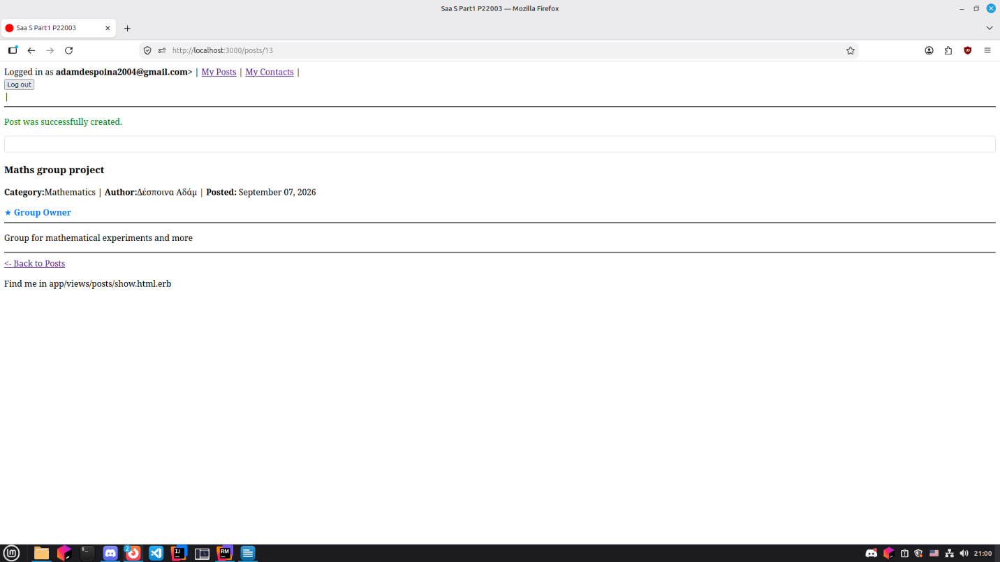 Saa S Part1 P22003 — Mozilla Firefox
Saa S Part1 P22003
http://localhost:3000/posts/13
Logged in as adamdespoina2004@gmail.com> | My Posts | My Contacts |
Log out
|
Post was successfully created.
Maths group project
Category:Mathematics | Author:Δέσποινα Αδάμ | Posted: September 07, 2026
★ Group Owner
Group for mathematical experiments and more
<- Back to Posts
Find me in app/views/posts/show.html.erb
2
IJ
RM
21:00